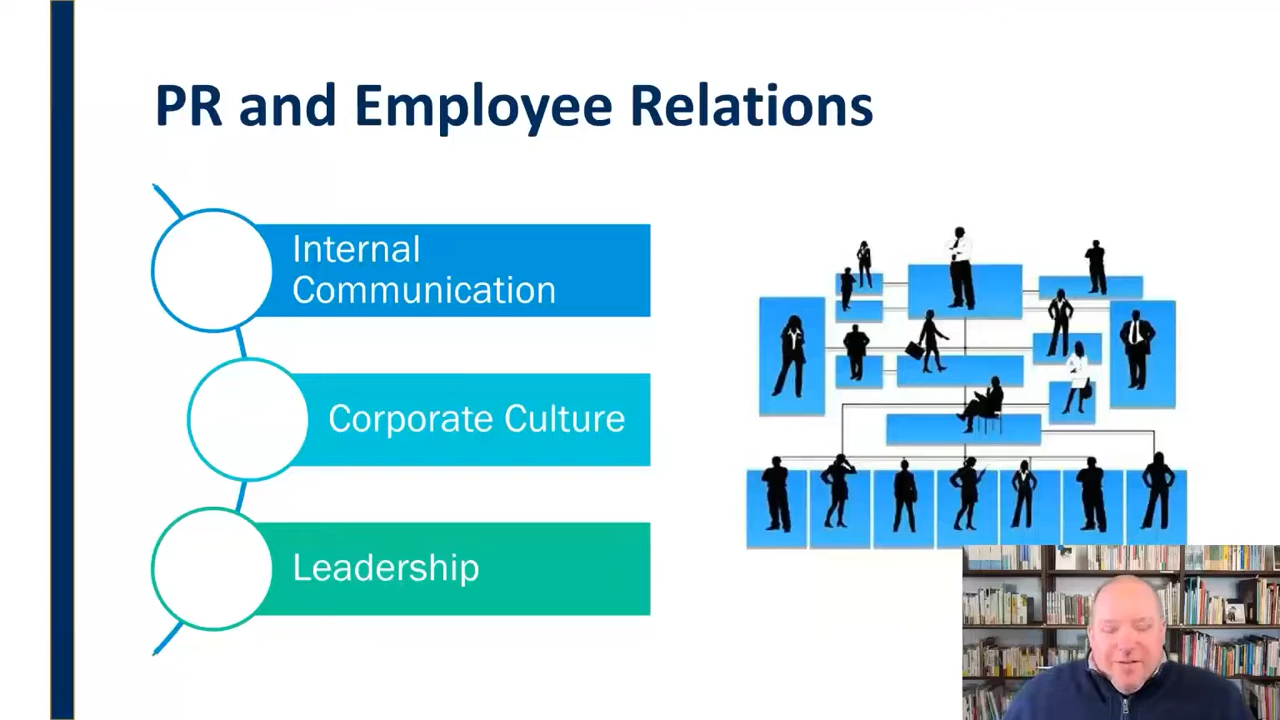 PR and Employee Relations
Internal
Communication
Corporate Culture
Leadership